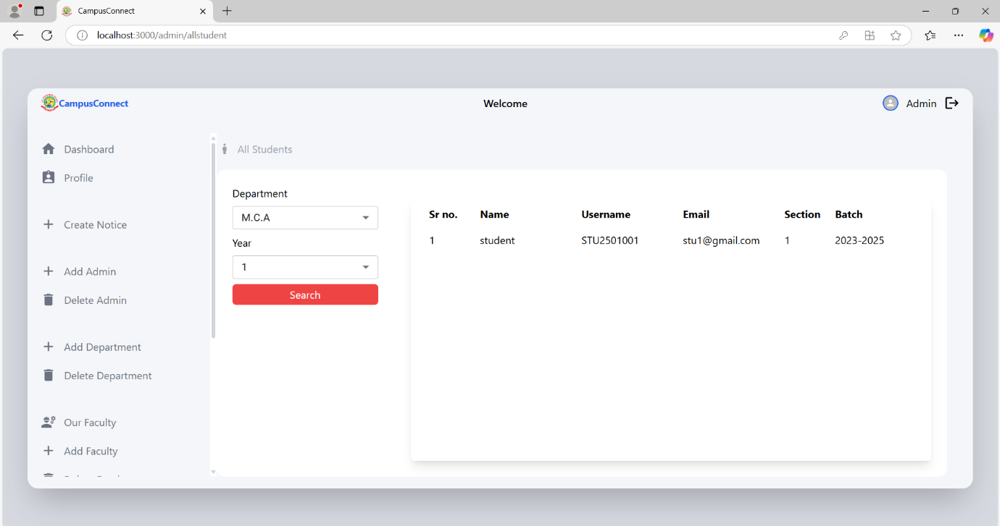 CampusConnect
localhost:3000/admin/allstudent
CampusConnect
Welcome
Admin
Dashboard
Profile
Create Notice
Add Admin
Delete Admin
Add Department
Delete Department
Our Faculty
Add Faculty
All Students
Department
M.C.A
Year
1
Search
Sr no. Name Username Email Section Batch
1 student STU2501001 stu1@gmail.com 1 2023-2025